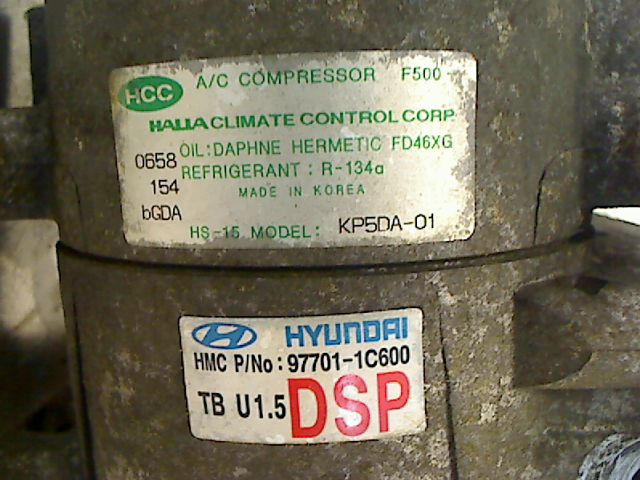 HCC A/C COMPRESSOR F500
HALLA CLIMATE CONTROL CORP.
OIL: DAPHNE HERMETIC FD46XG
0658
REFRIGERANT : R-134a
154
MADE IN KOREA
bGDA
HS-15 MODEL: KP5DA-01
HYUNDAI
HMC P/No : 97701-1C600
TB U1.5 DSP